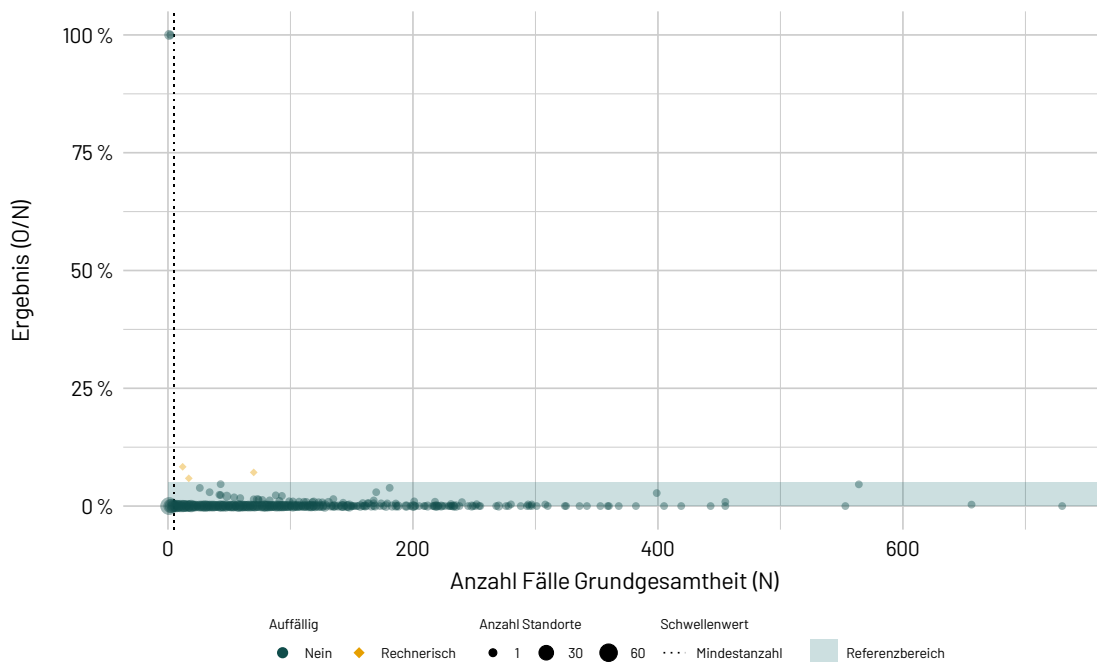 100 %
75 %
50 %
25 %
0 %
Ergebnis (O/N)
0 200 400 600
Anzahl Fälle Grundgesamtheit (N)
Auffällig Anzahl Standorte Schwellenwert
Nein Rechnerisch 1 30 60 Mindestanzahl Referenzbereich